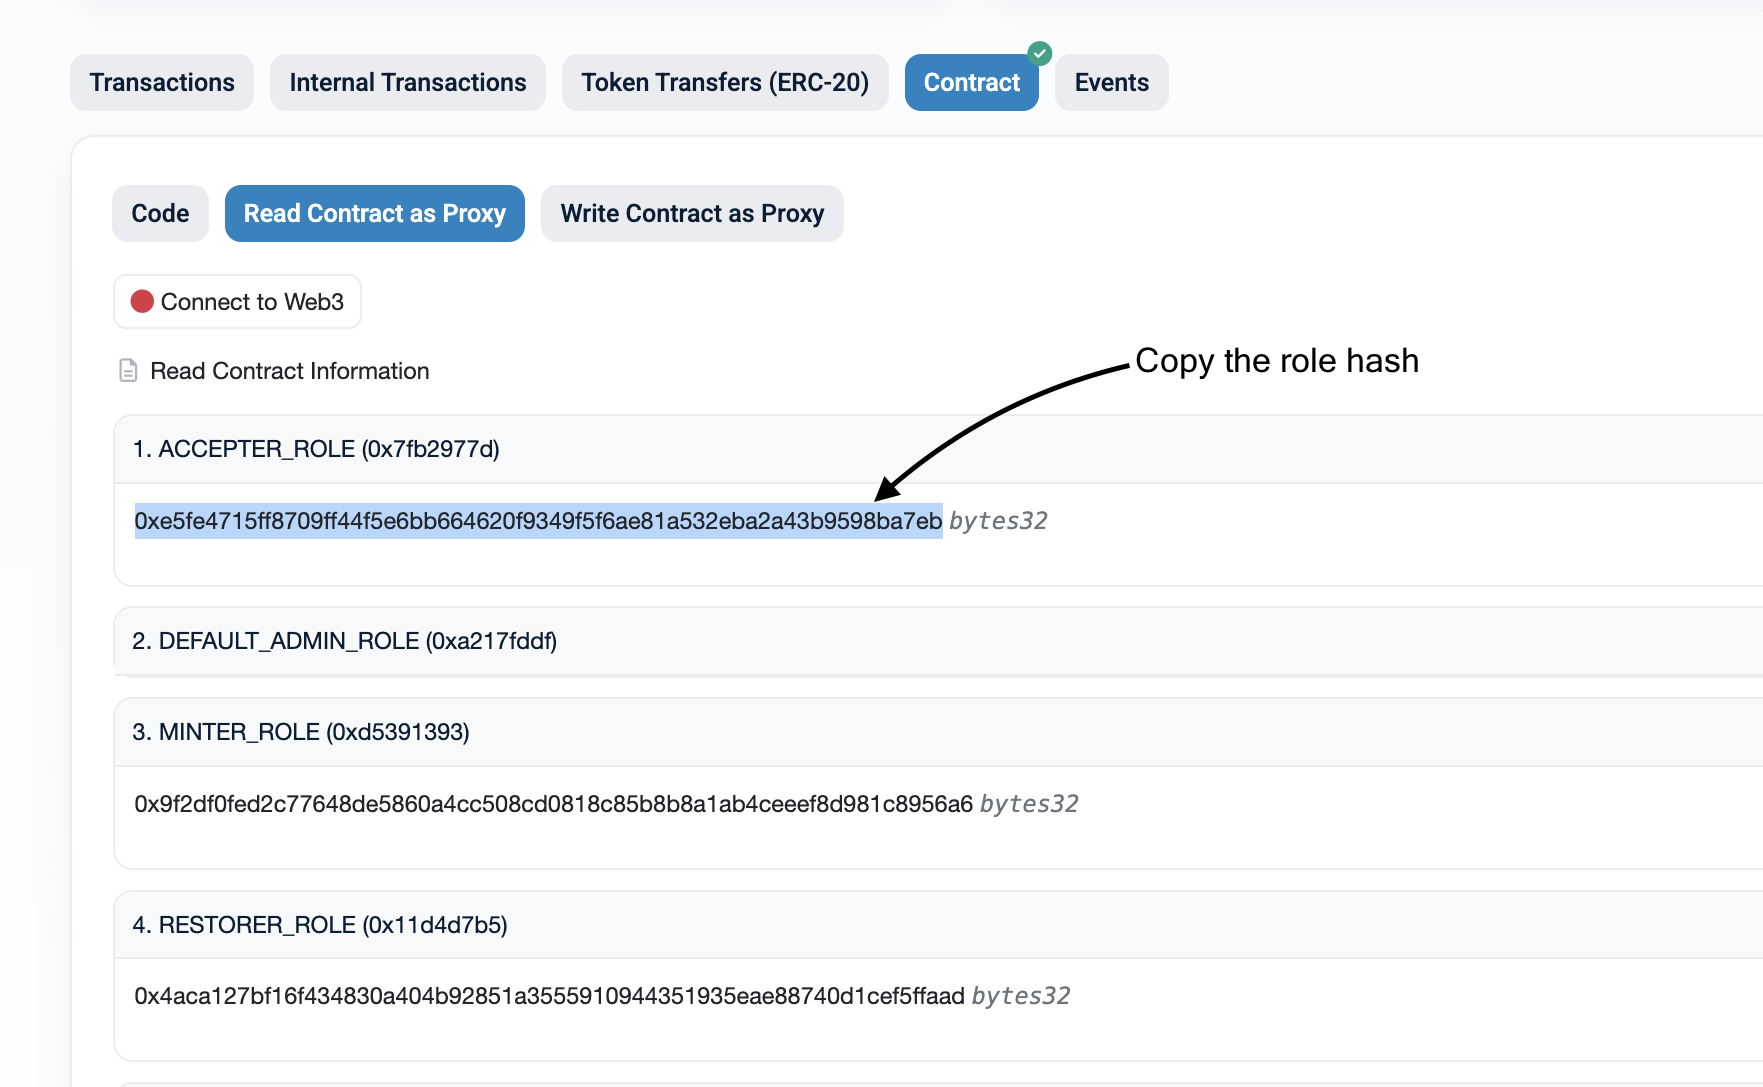 Transactions Internal Transactions Token Transfers (ERC-20) Contract Events
Code Read Contract as Proxy Write Contract as Proxy
Connect to Web3
Copy the role hash
Read Contract Information
1. ACCEPTER_ROLE (0x7fb2977d)
0xe5fe4715ff8709ff44f5e6bb664620f9349f5f6ae81a532eba2a43b9598ba7eb bytes32
2. DEFAULT_ADMIN_ROLE (0xa217fddf)
3. MINTER_ROLE (0xd5391393)
0x9f2df0fed2c77648de5860a4cc508cd0818c85b8b8a1ab4ceeef8d981c8956a6 bytes32
4. RESTORER_ROLE (0x11d4d7b5)
0x4aca127bf16f434830a404b92851a3555910944351935eae88740d1cef5ffaad bytes32